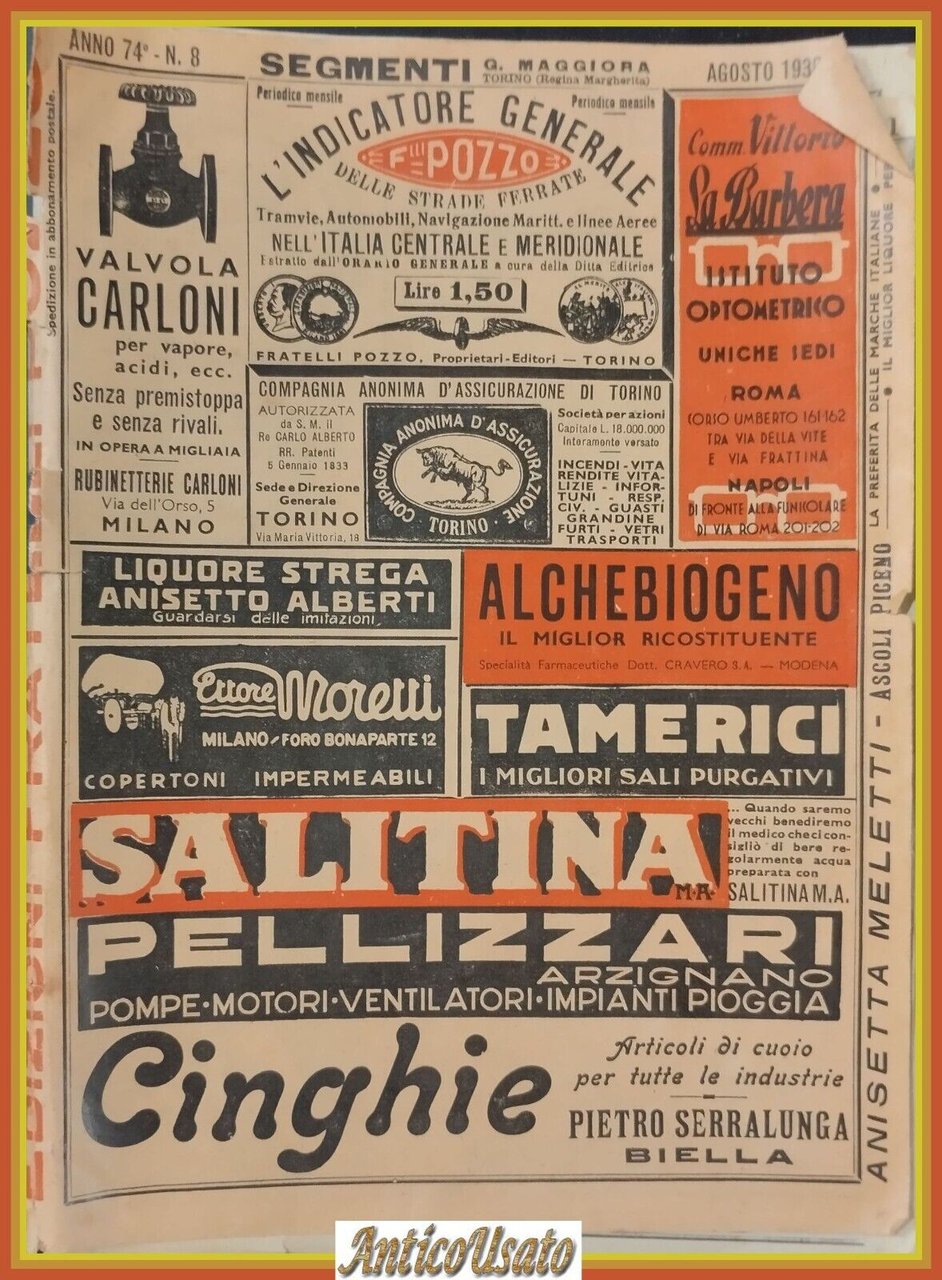 ANNO 74° - N. 8
SEGMENTI G. MAGGIORA
TORINO (Regina Margherita)
AGOSTO 193
Spedizione in abbonamento postale.
VALVOLA
CARLONI
per vapore,
acidi, ecc.
Senza premistoppa
e senza rivali.
IN OPERA A MIGLIAIA
RUBINETTERIE CARLONI
Via dell'Orso, 5
MILANO
Periodico mensile
Periodico mensile
L'INDICATORE GENERALE
Flli POZZO
DELLE STRADE FERRATE
Tramvie, Automobili, Navigazione Maritt. e linee Aeree
NELL'ITALIA CENTRALE E MERIDIONALE
Estratto dall'ORARIO GENERALE a cura della Ditta Editrice
Lire 1,50
FRATELLI POZZO, Proprietari-Editori — TORINO
Comm. Vittorio
La Barbera
ISTITUTO
OPTOMETRICO
UNICHE SEDI
ROMA
CORSO UMBERTO 161-162
TRA VIA DELLA VITE
E VIA FRATTINA
NAPOLI
DI FRONTE ALLA FUNICOLARE
DI VIA ROMA 201-202
COMPAGNIA ANONIMA D'ASSICURAZIONE DI TORINO
AUTORIZZATA
da S. M. il
Re CARLO ALBERTO
RR. Patenti
5 Gennaio 1833
Sede e Direzione
Generale
TORINO
Via Maria Vittoria, 18
COMPAGNIA ANONIMA D'ASSICURAZIONE
TORINO
Società per azioni
Capitale L. 18.000.000
Interamente versato
INCENDI - VITA
RENDITE VITA-
LIZIE - INFOR-
TUNI - RESP.
CIV. - GUASTI
GRANDINE
FURTI - VETRI
TRASPORTI
LIQUORE STREGA
ANISETTO ALBERTI
Guardarsi delle imitazioni
ALCHEBIOGENO
IL MIGLIOR RICOSTITUENTE
Specialità Farmaceutiche Dott. CRAVERO S.A. — MODENA
Ettore Moretti
MILANO - FORO BONAPARTE 12
COPERTONI IMPERMEABILI
TAMERICI
I MIGLIORI SALI PURGATIVI
SALITINA
M.A.
... Quando saremo
vecchi benediremo
il medico che ci con-
sigliò di bere re-
golarmente acqua
preparata con
SALITINA M.A.
PELLIZZARI
ARZIGNANO
POMPE·MOTORI·VENTILATORI·IMPIANTI PIOGGIA
Cinghie
Articoli di cuoio
per tutte le industrie
PIETRO SERRALUNGA
BIELLA
ANISETTA MELETTI - ASCOLI PICENO
LA PREFERITA DELLE MARCHE ITALIANE •
• IL MIGLIOR LIQUORE PER
AnticoUsato